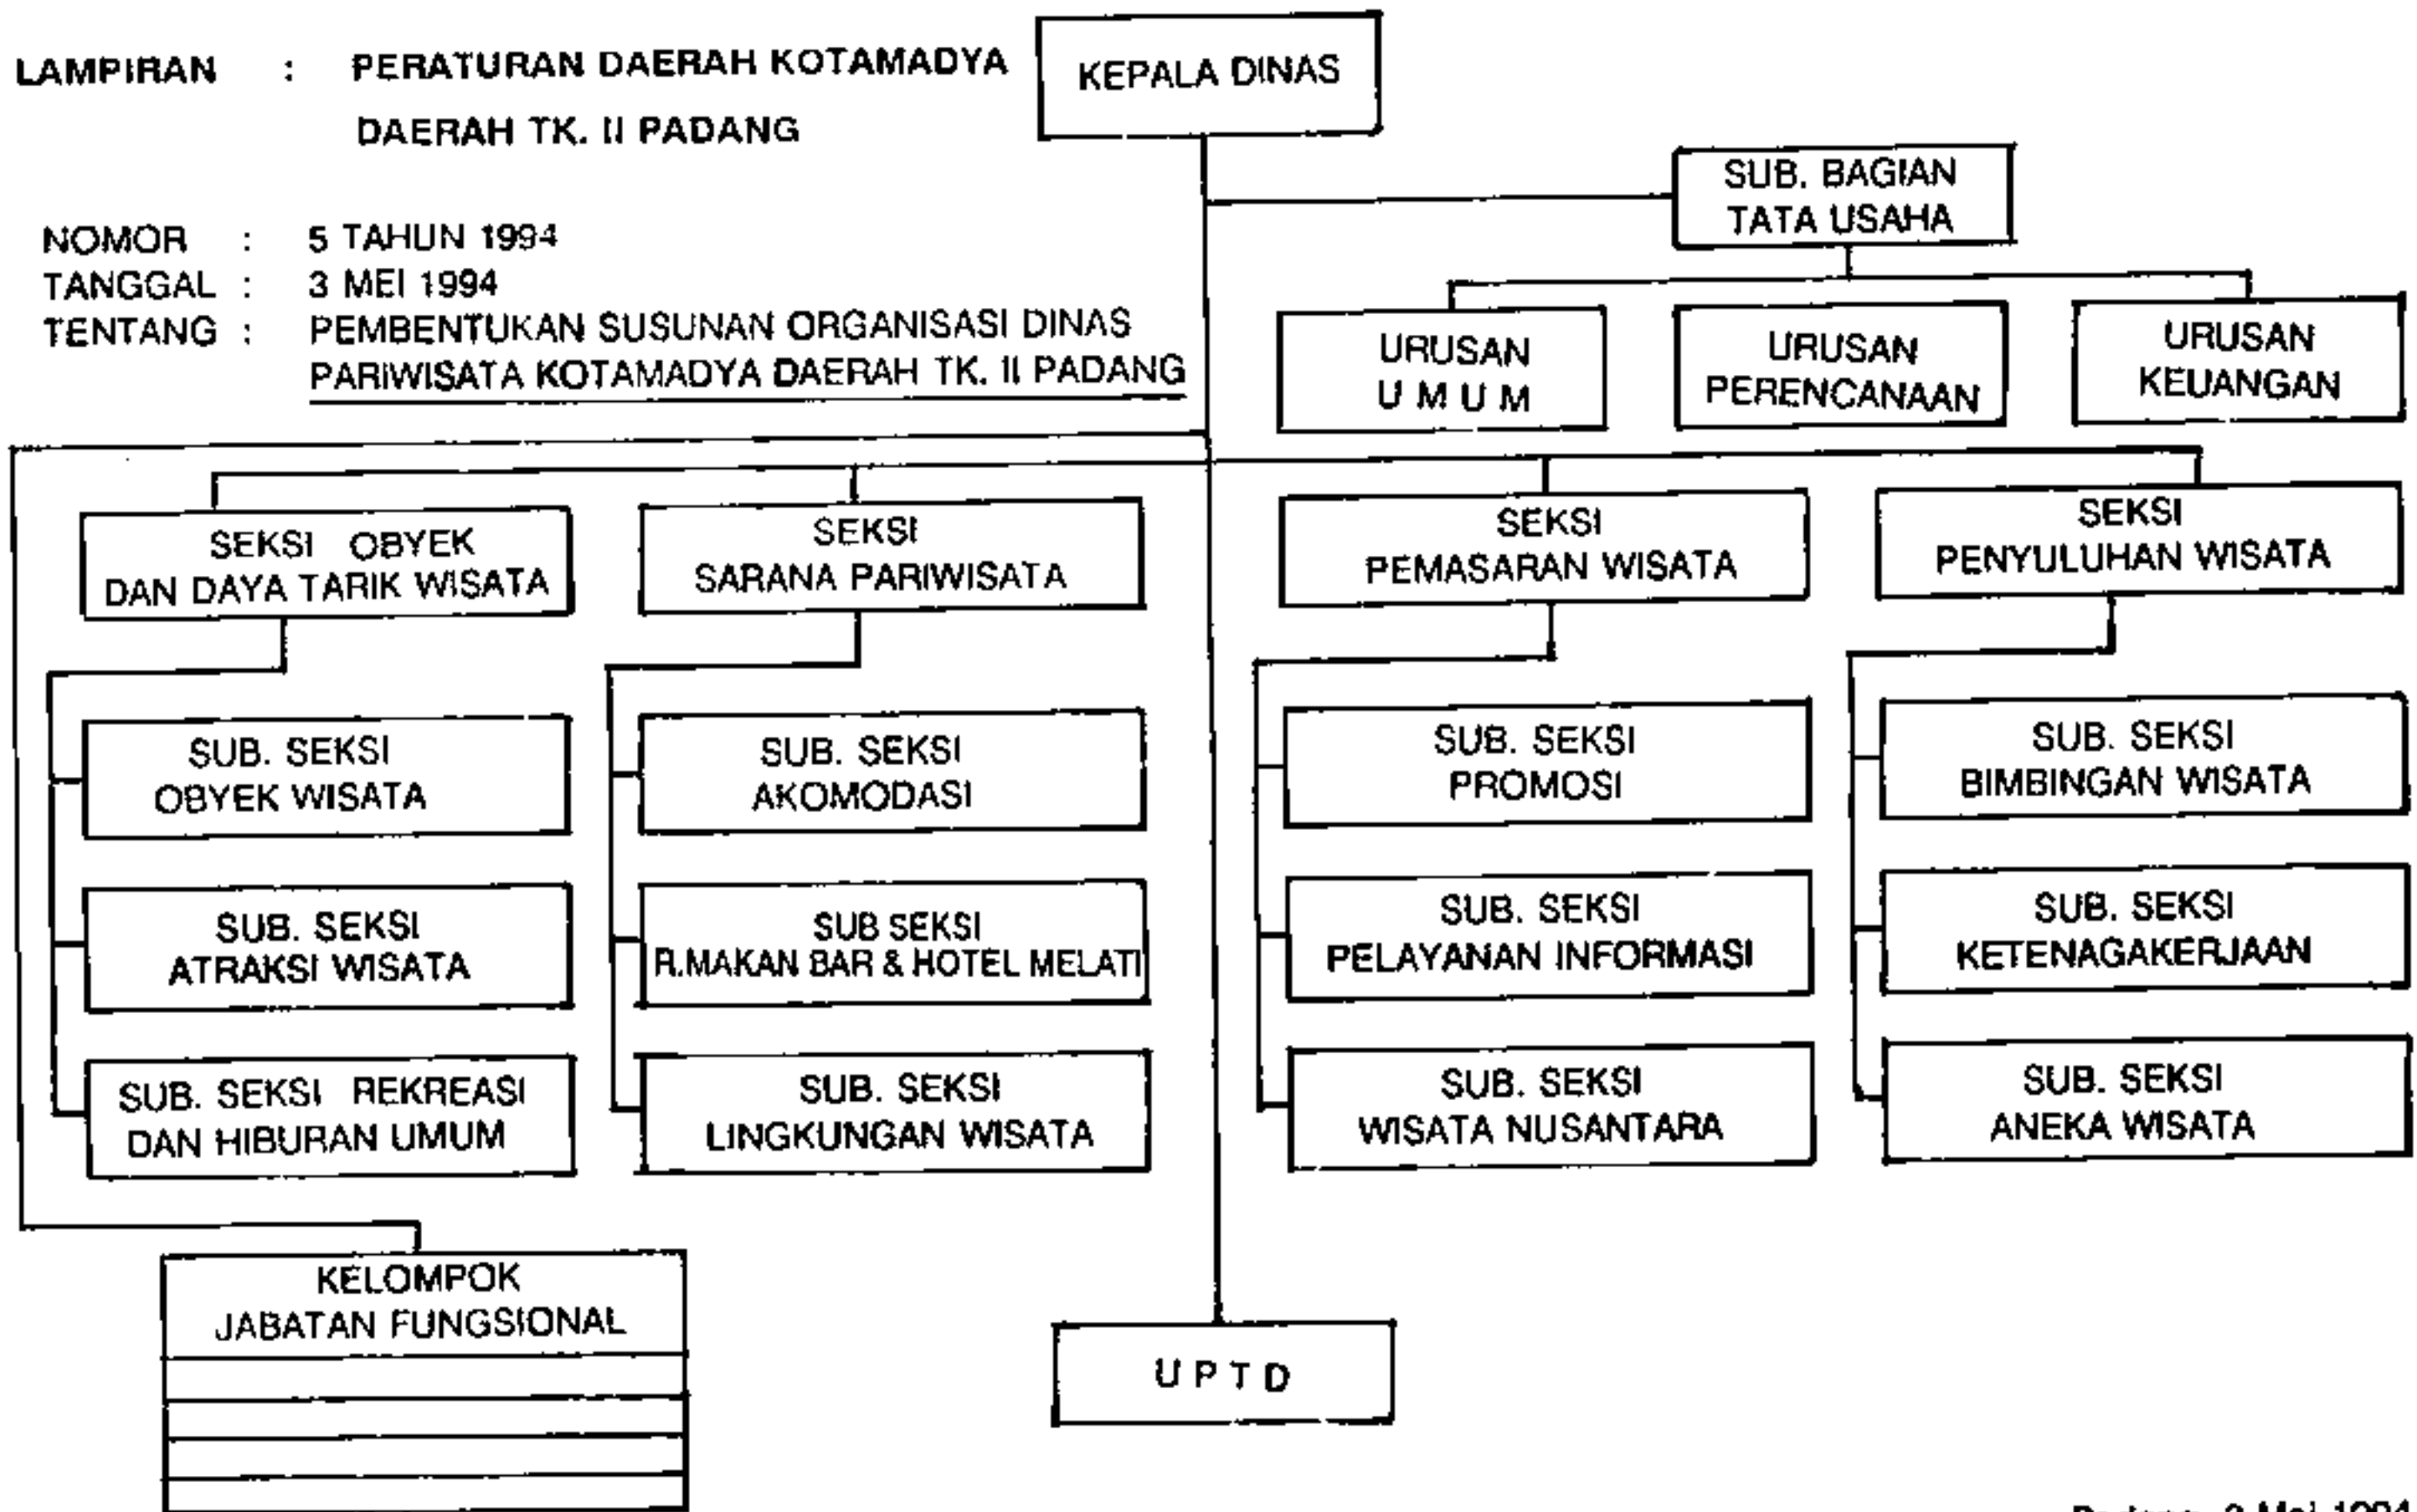 LAMPIRAN : PERATURAN DAERAH KOTAMADYA
DAERAH TK. II PADANG
NOMOR : 5 TAHUN 1994
TANGGAL : 3 MEI 1994
TENTANG : PEMBENTUKAN SUSUNAN ORGANISASI DINAS
PARIWISATA KOTAMADYA DAERAH TK. II PADANG
KEPALA DINAS
SUB. BAGIAN
TATA USAHA
URUSAN
U M U M
URUSAN
PERENCANAAN
URUSAN
KEUANGAN
SEKSI OBYEK
DAN DAYA TARIK WISATA
SEKSI
SARANA PARIWISATA
SEKSI
PEMASARAN WISATA
SEKSI
PENYULUHAN WISATA
SUB. SEKSI
OBYEK WISATA
SUB. SEKSI
AKOMODASI
SUB. SEKSI
PROMOSI
SUB. SEKSI
BIMBINGAN WISATA
SUB. SEKSI
ATRAKSI WISATA
SUB SEKSI
R.MAKAN BAR & HOTEL MELATI
SUB. SEKSI
PELAYANAN INFORMASI
SUB. SEKSI
KETENAGAKERJAAN
SUB. SEKSI REKREASI
DAN HIBURAN UMUM
SUB. SEKSI
LINGKUNGAN WISATA
SUB. SEKSI
WISATA NUSANTARA
SUB. SEKSI
ANEKA WISATA
KELOMPOK
JABATAN FUNGSIONAL
U P T D